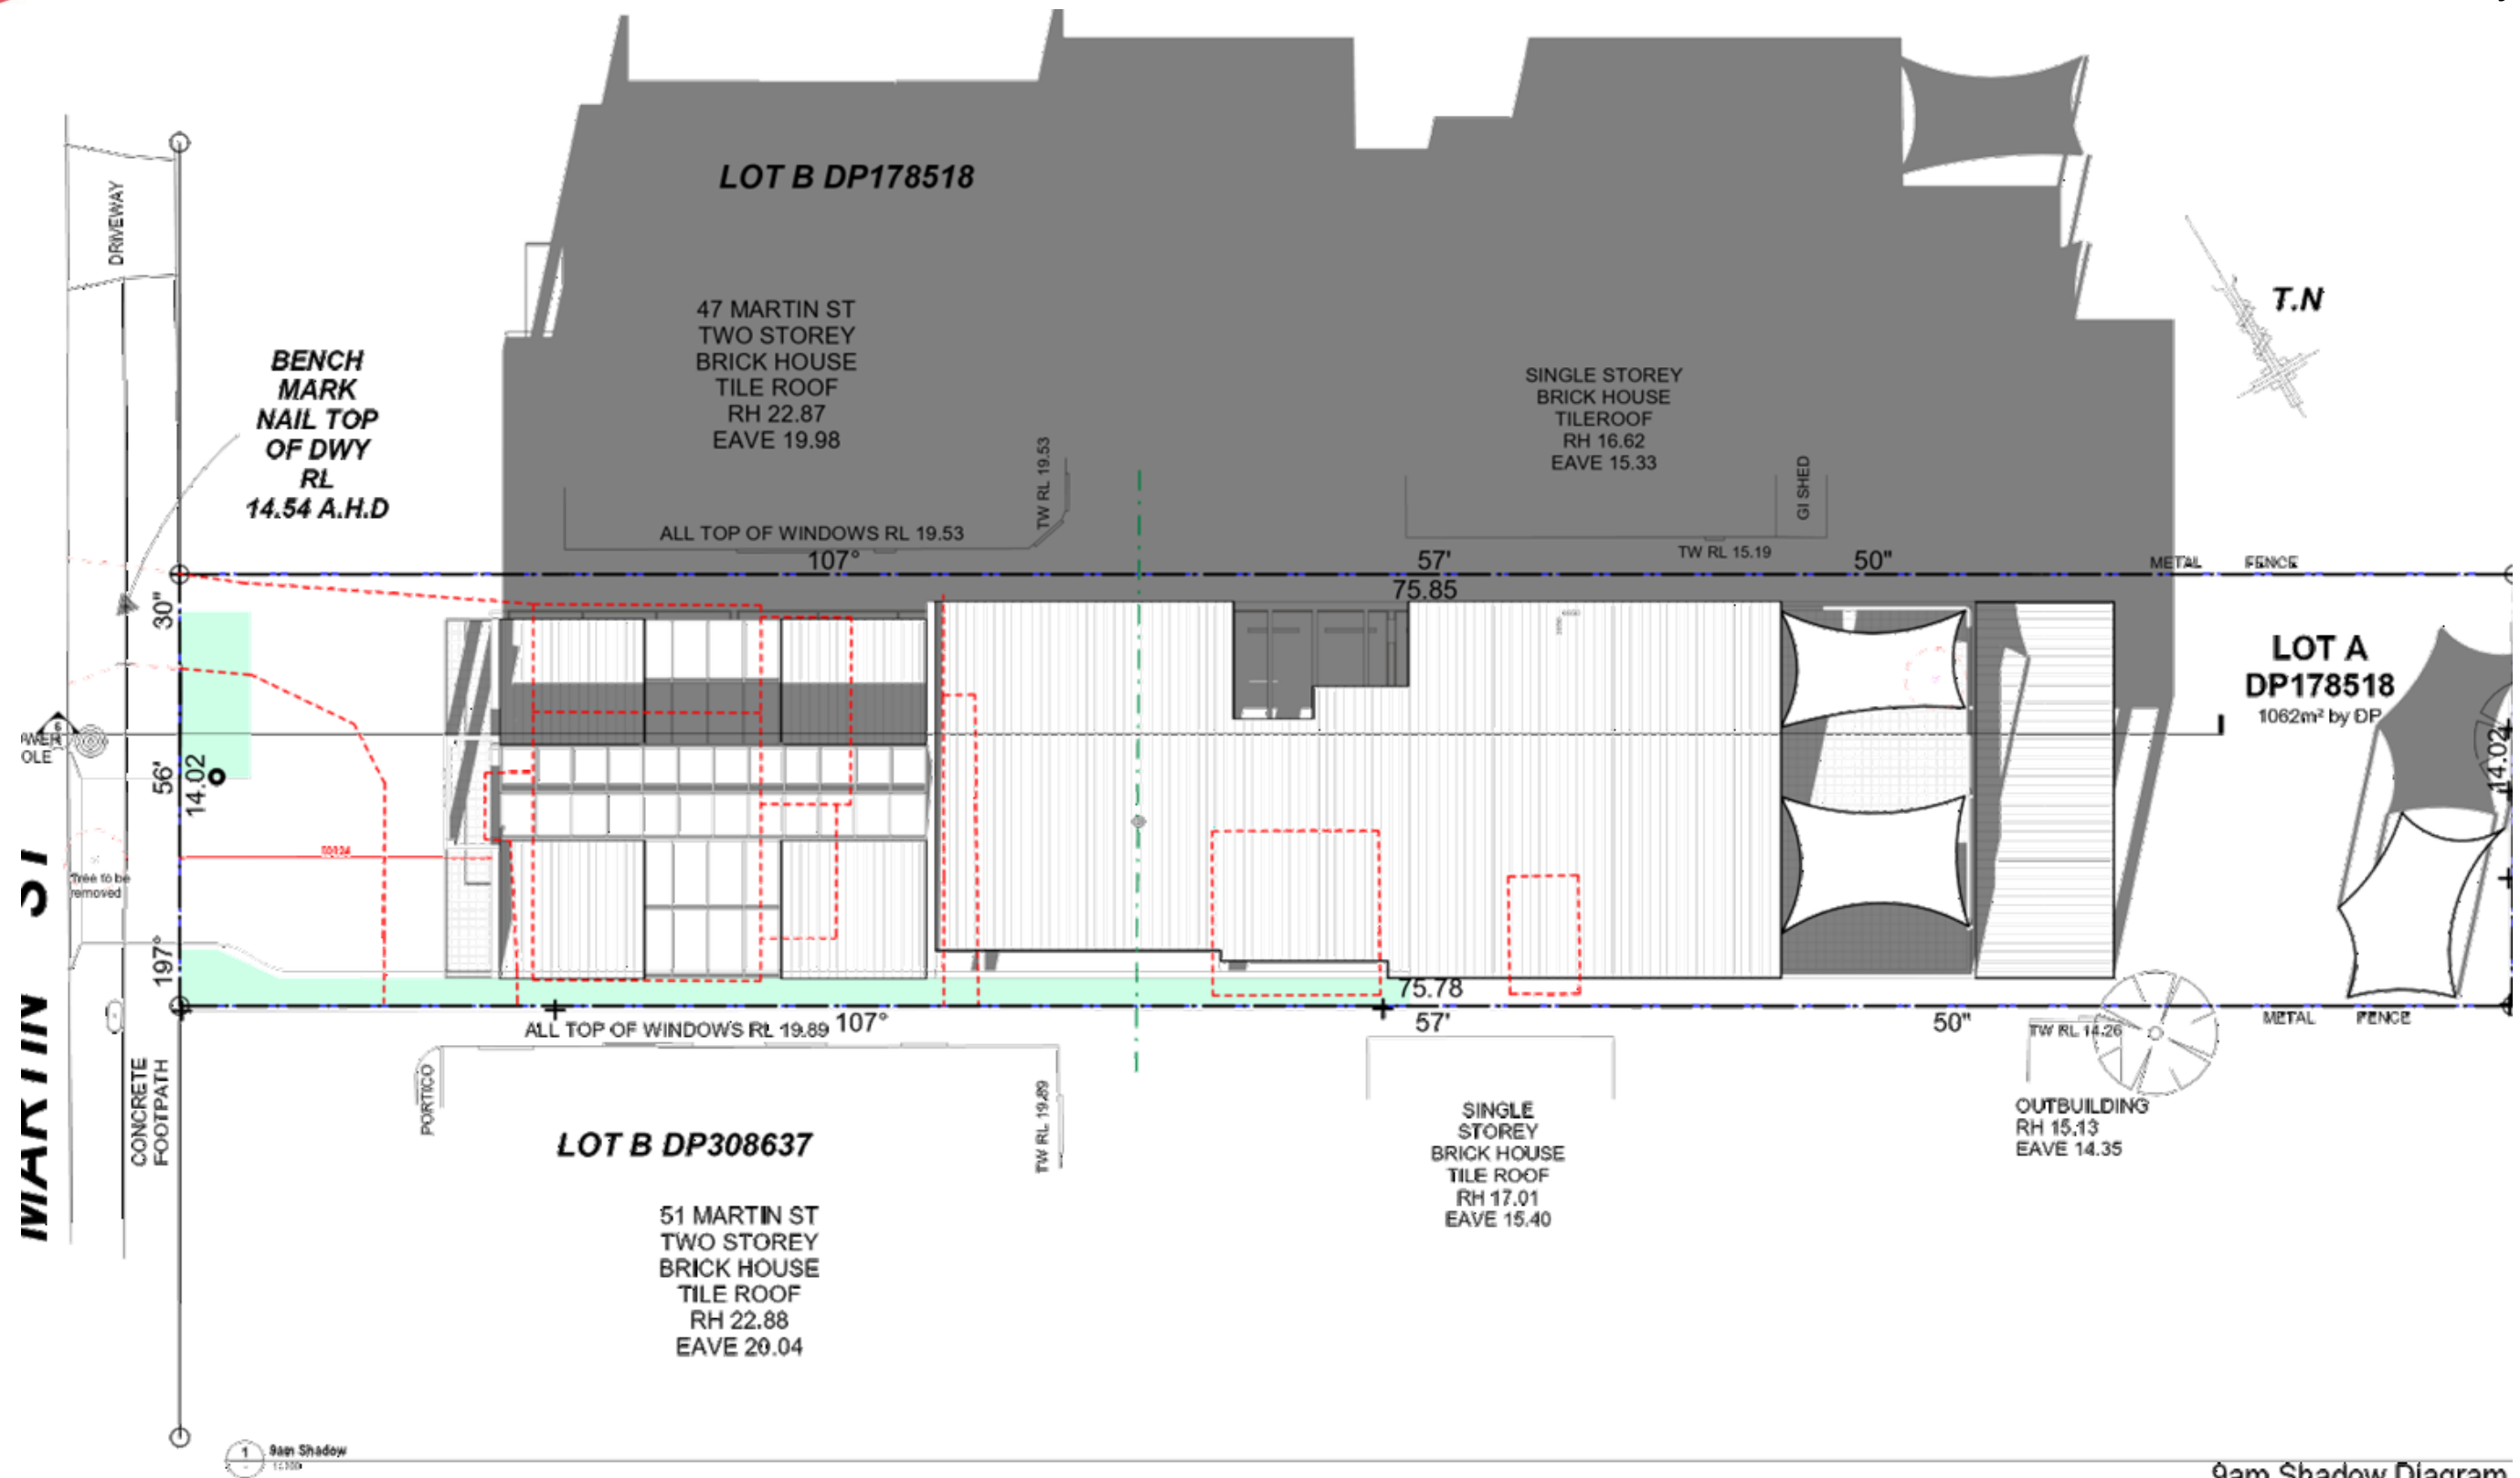 LOT B DP178518
DRIVEWAY
47 MARTIN ST
TWO STOREY
BRICK HOUSE
TILE ROOF
RH 22.87
EAVE 19.98
T.N
BENCH
MARK
NAIL TOP
OF DWY
RL
14.54 A.H.D
SINGLE STOREY
BRICK HOUSE
TILEROOF
RH 16.62
EAVE 15.33
GI SHED
TW RL 19.53
ALL TOP OF WINDOWS RL 19.53
TW RL 15.19
107°
57'
50"
METAL FENCE
75.85
30"
LOT A
DP178518
1062m² by DP
6
OLE
56'
14.02
14.02
Tree to be
removed
197°
75.78
ALL TOP OF WINDOWS RL 19.89
107°
57'
50"
METAL FENCE
TW RL 14.26
MARTIN ST
CONCRETE
FOOTPATH
PORTICO
TW RL 19.89
LOT B DP308637
SINGLE
STOREY
BRICK HOUSE
TILE ROOF
RH 17.01
EAVE 15.40
OUTBUILDING
RH 15.13
EAVE 14.35
51 MARTIN ST
TWO STOREY
BRICK HOUSE
TILE ROOF
RH 22.88
EAVE 20.04
1
9am Shadow
9am Shadow Diagram